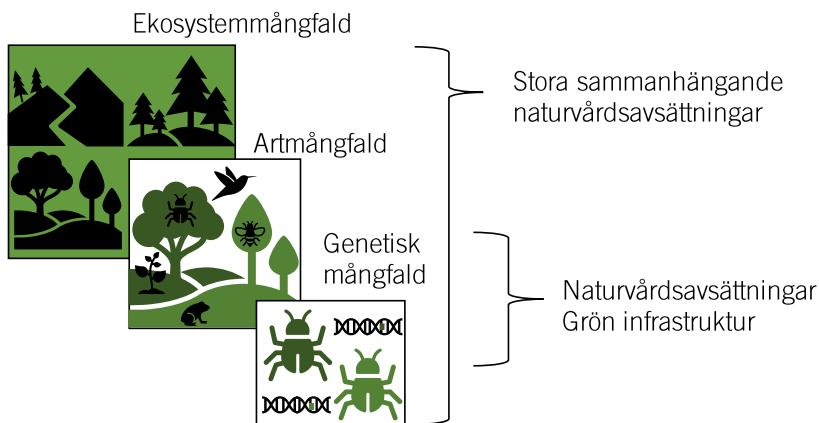 Ekosystemmångfald
Stora sammanhängande
naturvårdsavsättningar
Artmångfald
Genetisk
mångfald
Naturvårdsavsättningar
Grön infrastruktur